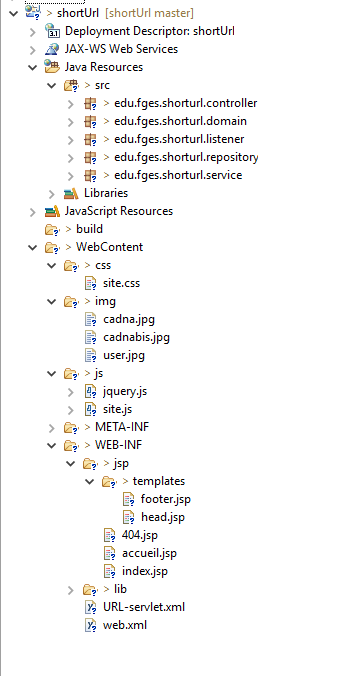 > shortUrl [shortUrl master]
Deployment Descriptor: shortUrl
JAX-WS Web Services
Java Resources
> src
> edu.fges.shorturl.controller
> edu.fges.shorturl.domain
> edu.fges.shorturl.listener
> edu.fges.shorturl.repository
> edu.fges.shorturl.service
Libraries
JavaScript Resources
> build
> WebContent
> css
site.css
> img
cadna.jpg
cadnabis.jpg
user.jpg
> js
jquery.js
site.js
> META-INF
> WEB-INF
> jsp
> templates
footer.jsp
head.jsp
404.jsp
accueil.jsp
index.jsp
> lib
URL-servlet.xml
web.xml